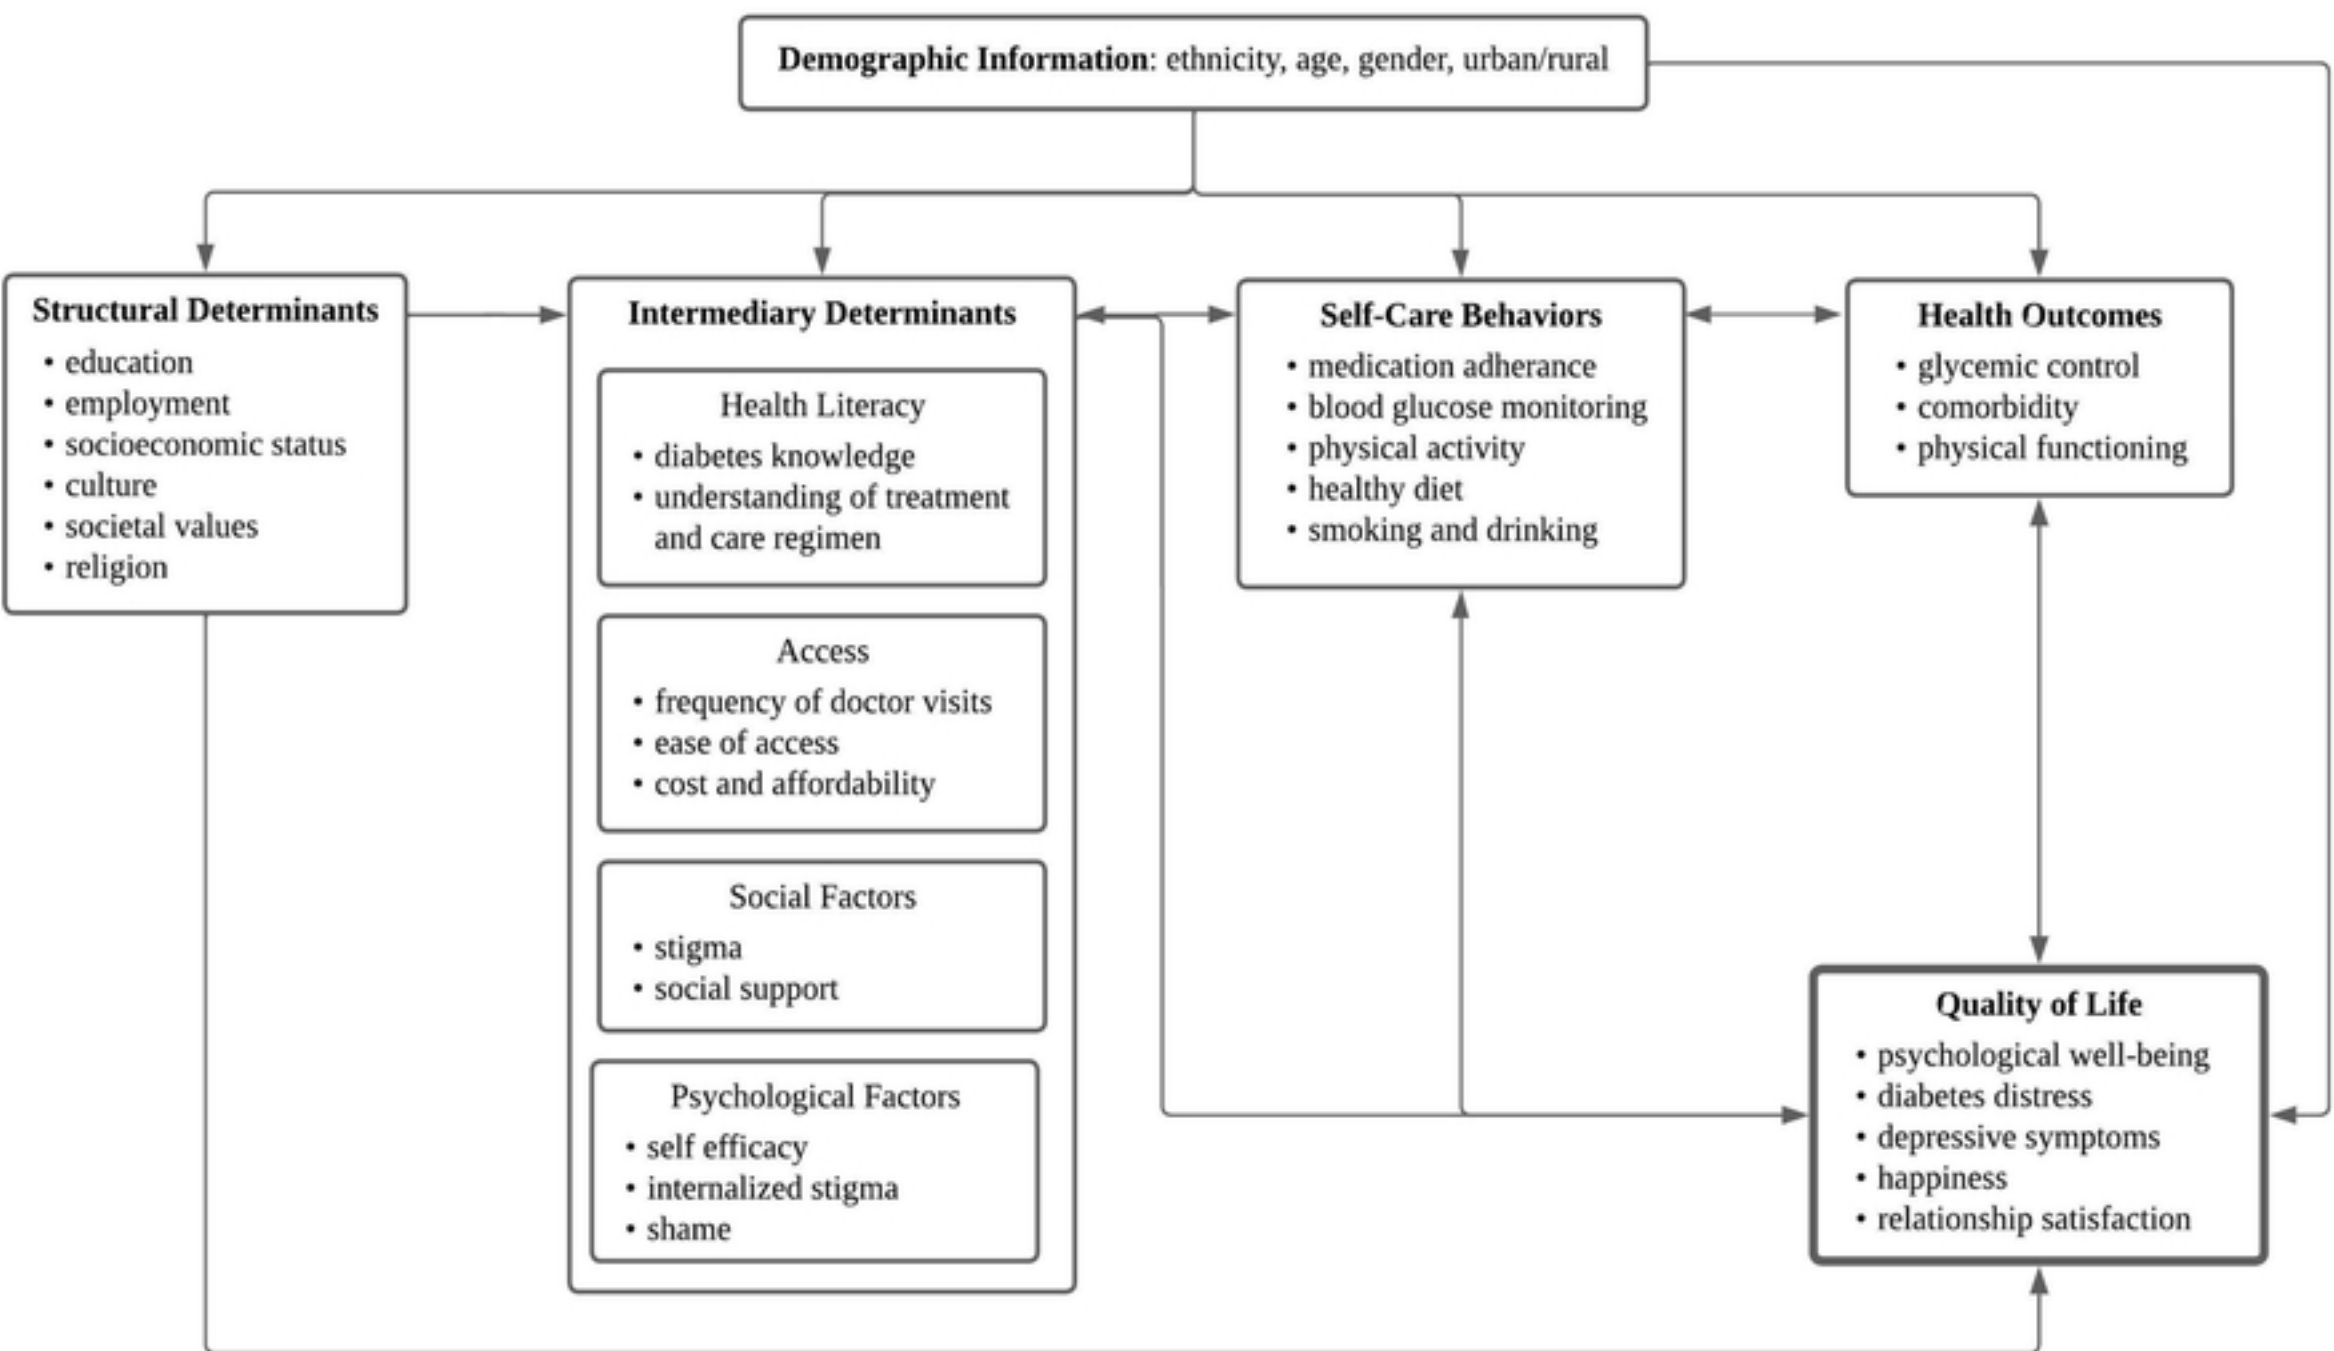 Demographic Information: ethnicity, age, gender, urban/rural
Structural Determinants
• education
• employment
• socioeconomic status
• culture
• societal values
• religion
Intermediary Determinants
Health Literacy
• diabetes knowledge
• understanding of treatment
and care regimen
Access
• frequency of doctor visits
• ease of access
• cost and affordability
Social Factors
• stigma
• social support
Psychological Factors
• self efficacy
• internalized stigma
• shame
Self-Care Behaviors
• medication adherance
• blood glucose monitoring
• physical activity
• healthy diet
• smoking and drinking
Health Outcomes
• glycemic control
• comorbidity
• physical functioning
Quality of Life
• psychological well-being
• diabetes distress
• depressive symptoms
• happiness
• relationship satisfaction